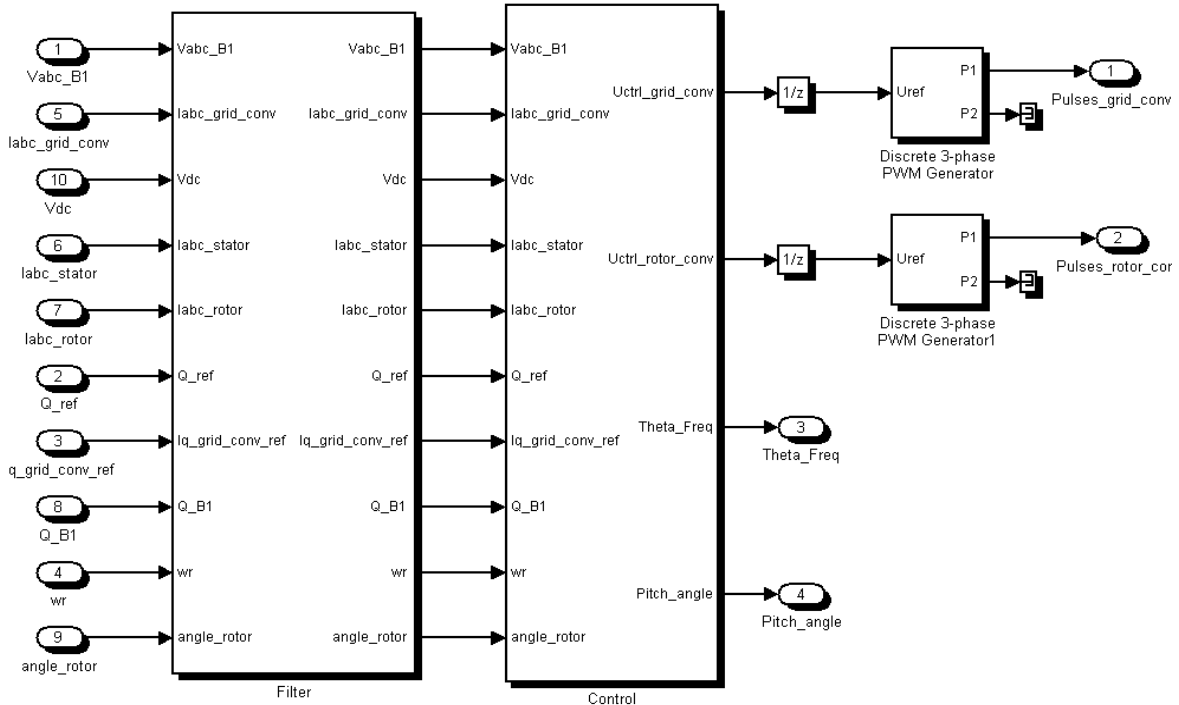 1
Vabc_B1
5
Iabc_grid_conv
10
Vdc
6
Iabc_stator
7
Iabc_rotor
2
Q_ref
3
q_grid_conv_ref
8
Q_B1
4
wr
9
angle_rotor
Vabc_B1
Iabc_grid_conv
Vdc
Iabc_stator
Iabc_rotor
Q_ref
Iq_grid_conv_ref
Q_B1
wr
angle_rotor
Vabc_B1
Iabc_grid_conv
Vdc
Iabc_stator
Iabc_rotor
Q_ref
Iq_grid_conv_ref
Q_B1
wr
angle_rotor
Filter
Vabc_B1
Iabc_grid_conv
Vdc
Iabc_stator
Iabc_rotor
Q_ref
Iq_grid_conv_ref
Q_B1
wr
angle_rotor
Uctrl_grid_conv
Uctrl_rotor_conv
Theta_Freq
Pitch_angle
Control
1/z
Uref
P1
P2
Discrete 3-phase
PWM Generator
1
Pulses_grid_conv
1/z
Uref
P1
P2
Discrete 3-phase
PWM Generator1
2
Pulses_rotor_cor
3
Theta_Freq
4
Pitch_angle